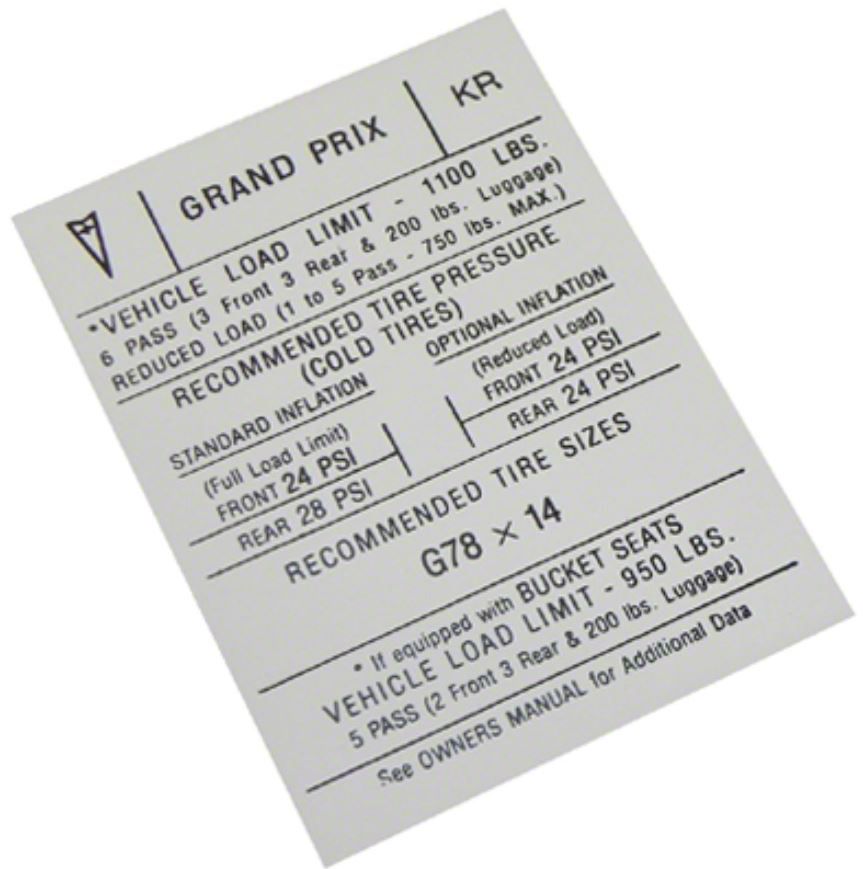 GRAND PRIX KR
*VEHICLE LOAD LIMIT - 1100 LBS.
6 PASS (3 Front 3 Rear & 200 lbs. Luggage)
REDUCED LOAD (1 to 5 Pass - 750 lbs. MAX.)
RECOMMENDED TIRE PRESSURE
(COLD TIRES)
STANDARD INFLATION
(Full Load Limit)
FRONT 24 PSI
REAR 28 PSI
OPTIONAL INFLATION
(Reduced Load)
FRONT 24 PSI
REAR 24 PSI
RECOMMENDED TIRE SIZES
G78 × 14
* If equipped with BUCKET SEATS
VEHICLE LOAD LIMIT - 950 LBS.
5 PASS (2 Front 3 Rear & 200 lbs. Luggage)
See OWNERS MANUAL for Additional Data